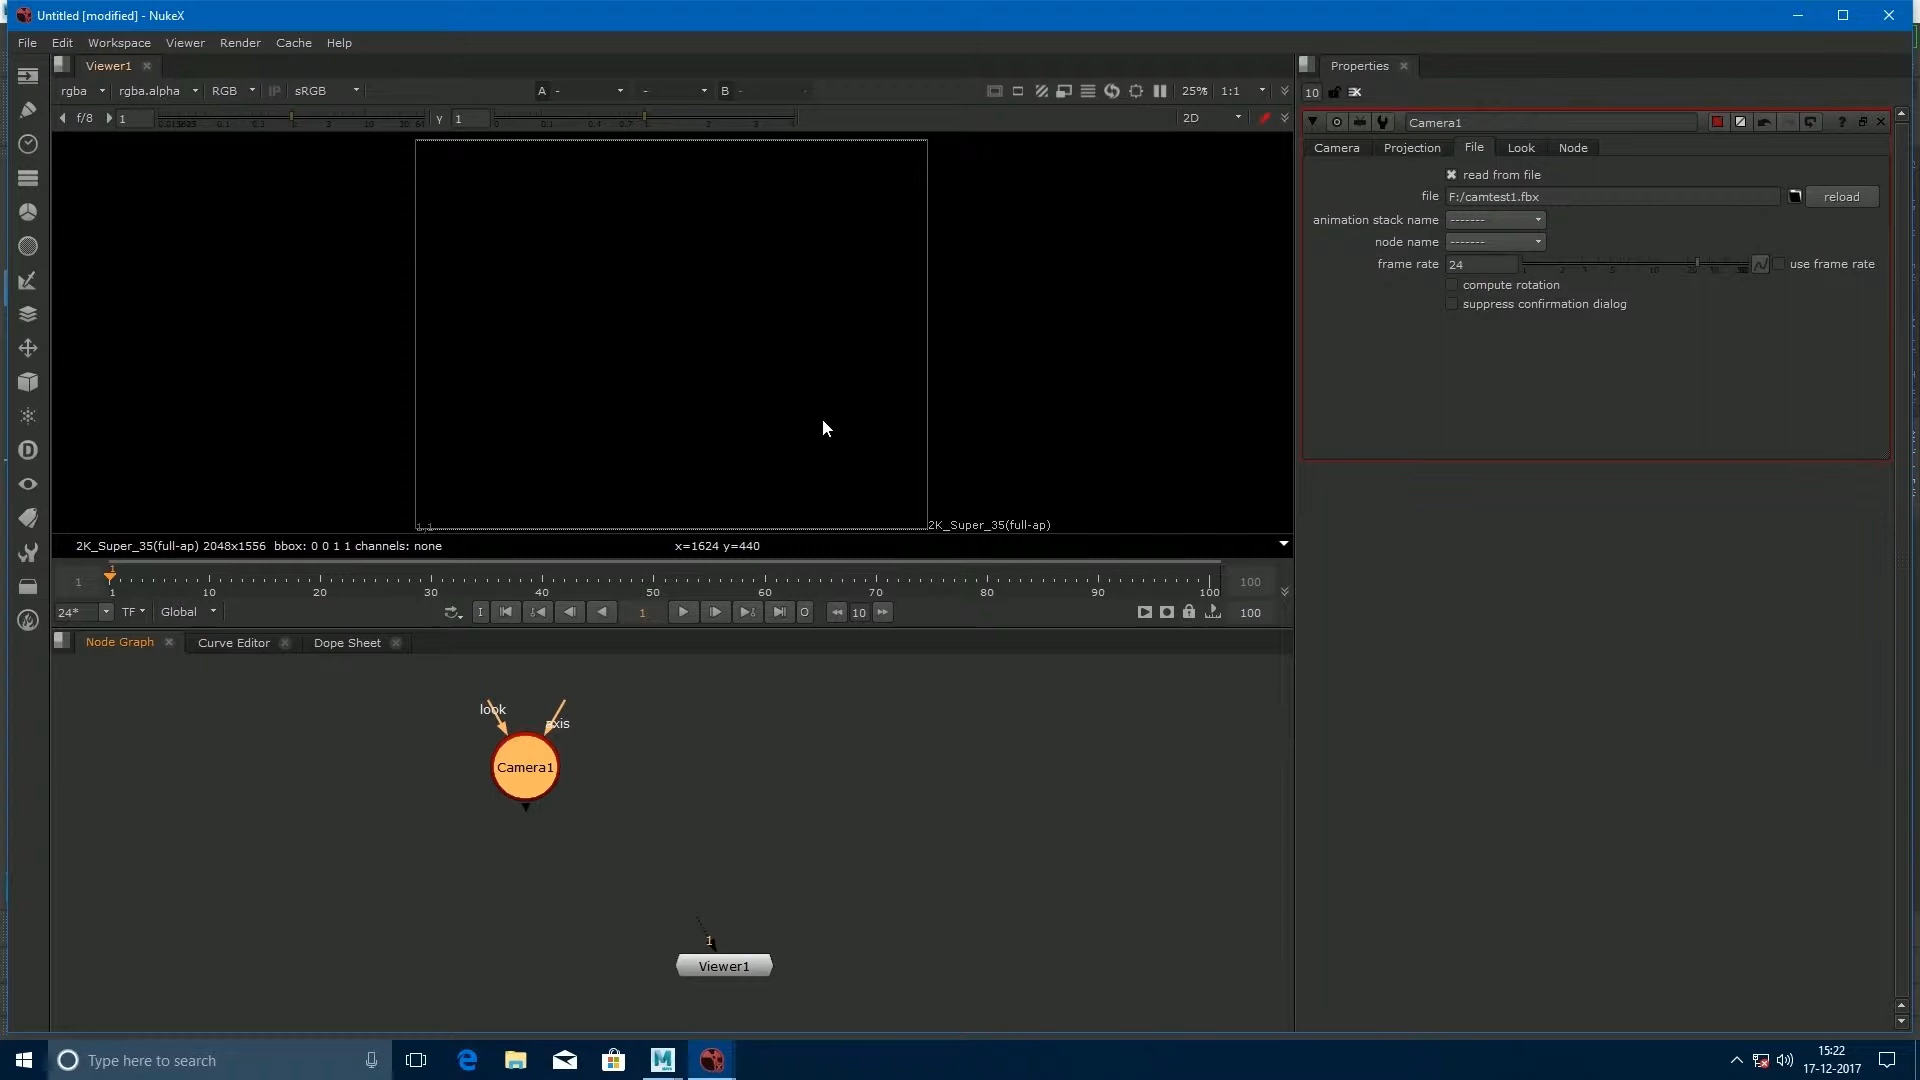 Untitled [modified] - NukeX
File Edit Workspace Viewer Render Cache Help
Viewer1
Properties
rgba rgba.alpha RGB IP sRGB A - - B - 25% 1:1
10
f/8 1 γ 1 2D
Camera1
Camera Projection File Look Node
read from file
file F:/camtest1.fbx reload
animation stack name -------
node name -------
frame rate 24 use frame rate
compute rotation
suppress confirmation dialog
1,1
2K_Super_35(full-ap)
2K_Super_35(full-ap) 2048x1556 bbox: 0 0 1 1 channels: none x=1624 y=440
1
1 100
1 10 20 30 40 50 60 70 80 90 100
24* TF Global I 1 O 10 100
Node Graph Curve Editor Dope Sheet
look
axis
Camera1
1
Viewer1
Type here to search
15:22
17-12-2017